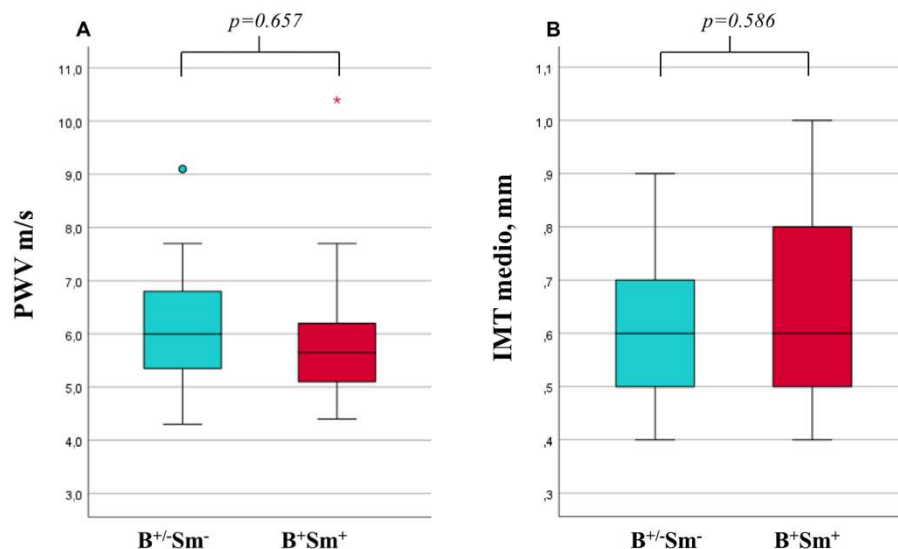 A
p=0.657
PWV m/s
11,0
10,0
9,0
8,0
7,0
6,0
5,0
4,0
3,0
*
B⁺/⁻Sm⁻
B⁺Sm⁺
B
p=0.586
IMT medio, mm
1,1
1,0
,9
,8
,7
,6
,5
,4
,3
B⁺/⁻Sm⁻
B⁺Sm⁺